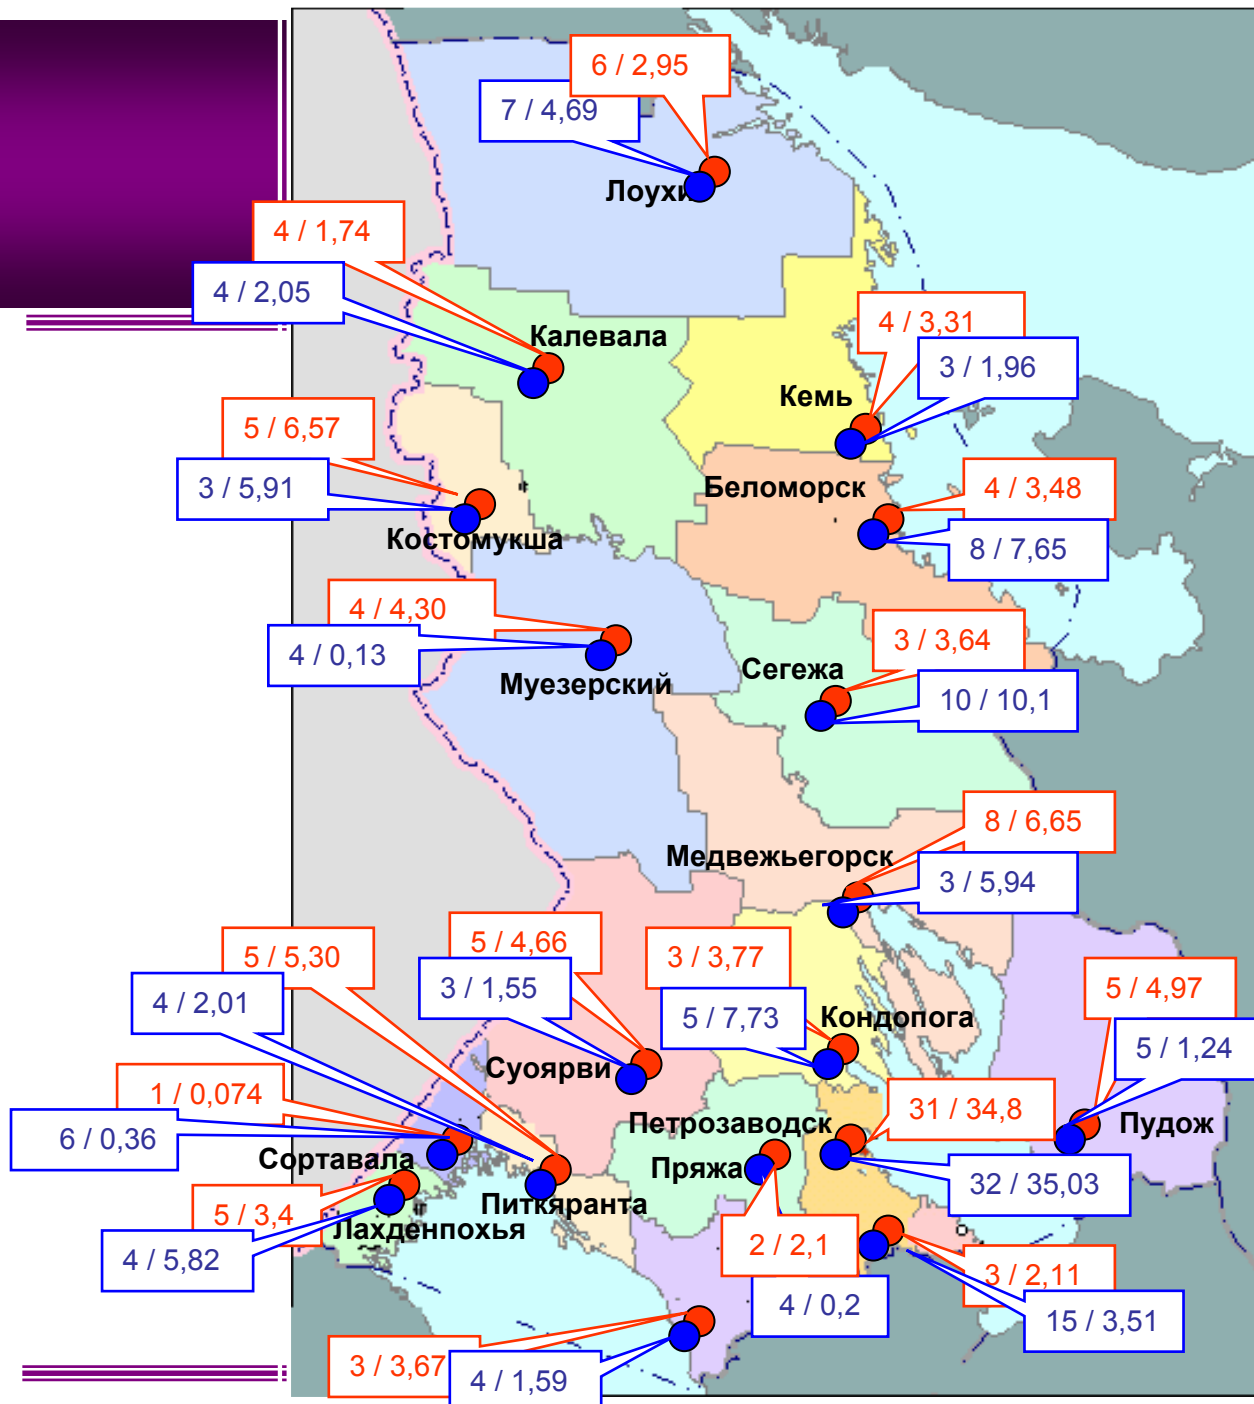 6 / 2,95
7 / 4,69
Лоухи
4 / 1,74
4 / 2,05
Калевала
4 / 3,31
3 / 1,96
Кемь
5 / 6,57
3 / 5,91
Костомукша
Беломорск
4 / 3,48
8 / 7,65
4 / 4,30
4 / 0,13
Муезерский
3 / 3,64
Сегежа
10 / 10,1
8 / 6,65
Медвежьегорск
3 / 5,94
5 / 5,30
5 / 4,66
3 / 3,77
4 / 2,01
3 / 1,55
5 / 7,73
Кондопога
5 / 4,97
5 / 1,24
Суоярви
1 / 0,074
6 / 0,36
Петрозаводск
31 / 34,8
Пудож
Сортавала
Пряжа
32 / 35,03
Питкяранта
5 / 3,4
Лахденпохья
4 / 5,82
2 / 2,1
3 / 2,11
4 / 0,2
15 / 3,51
3 / 3,67
4 / 1,59